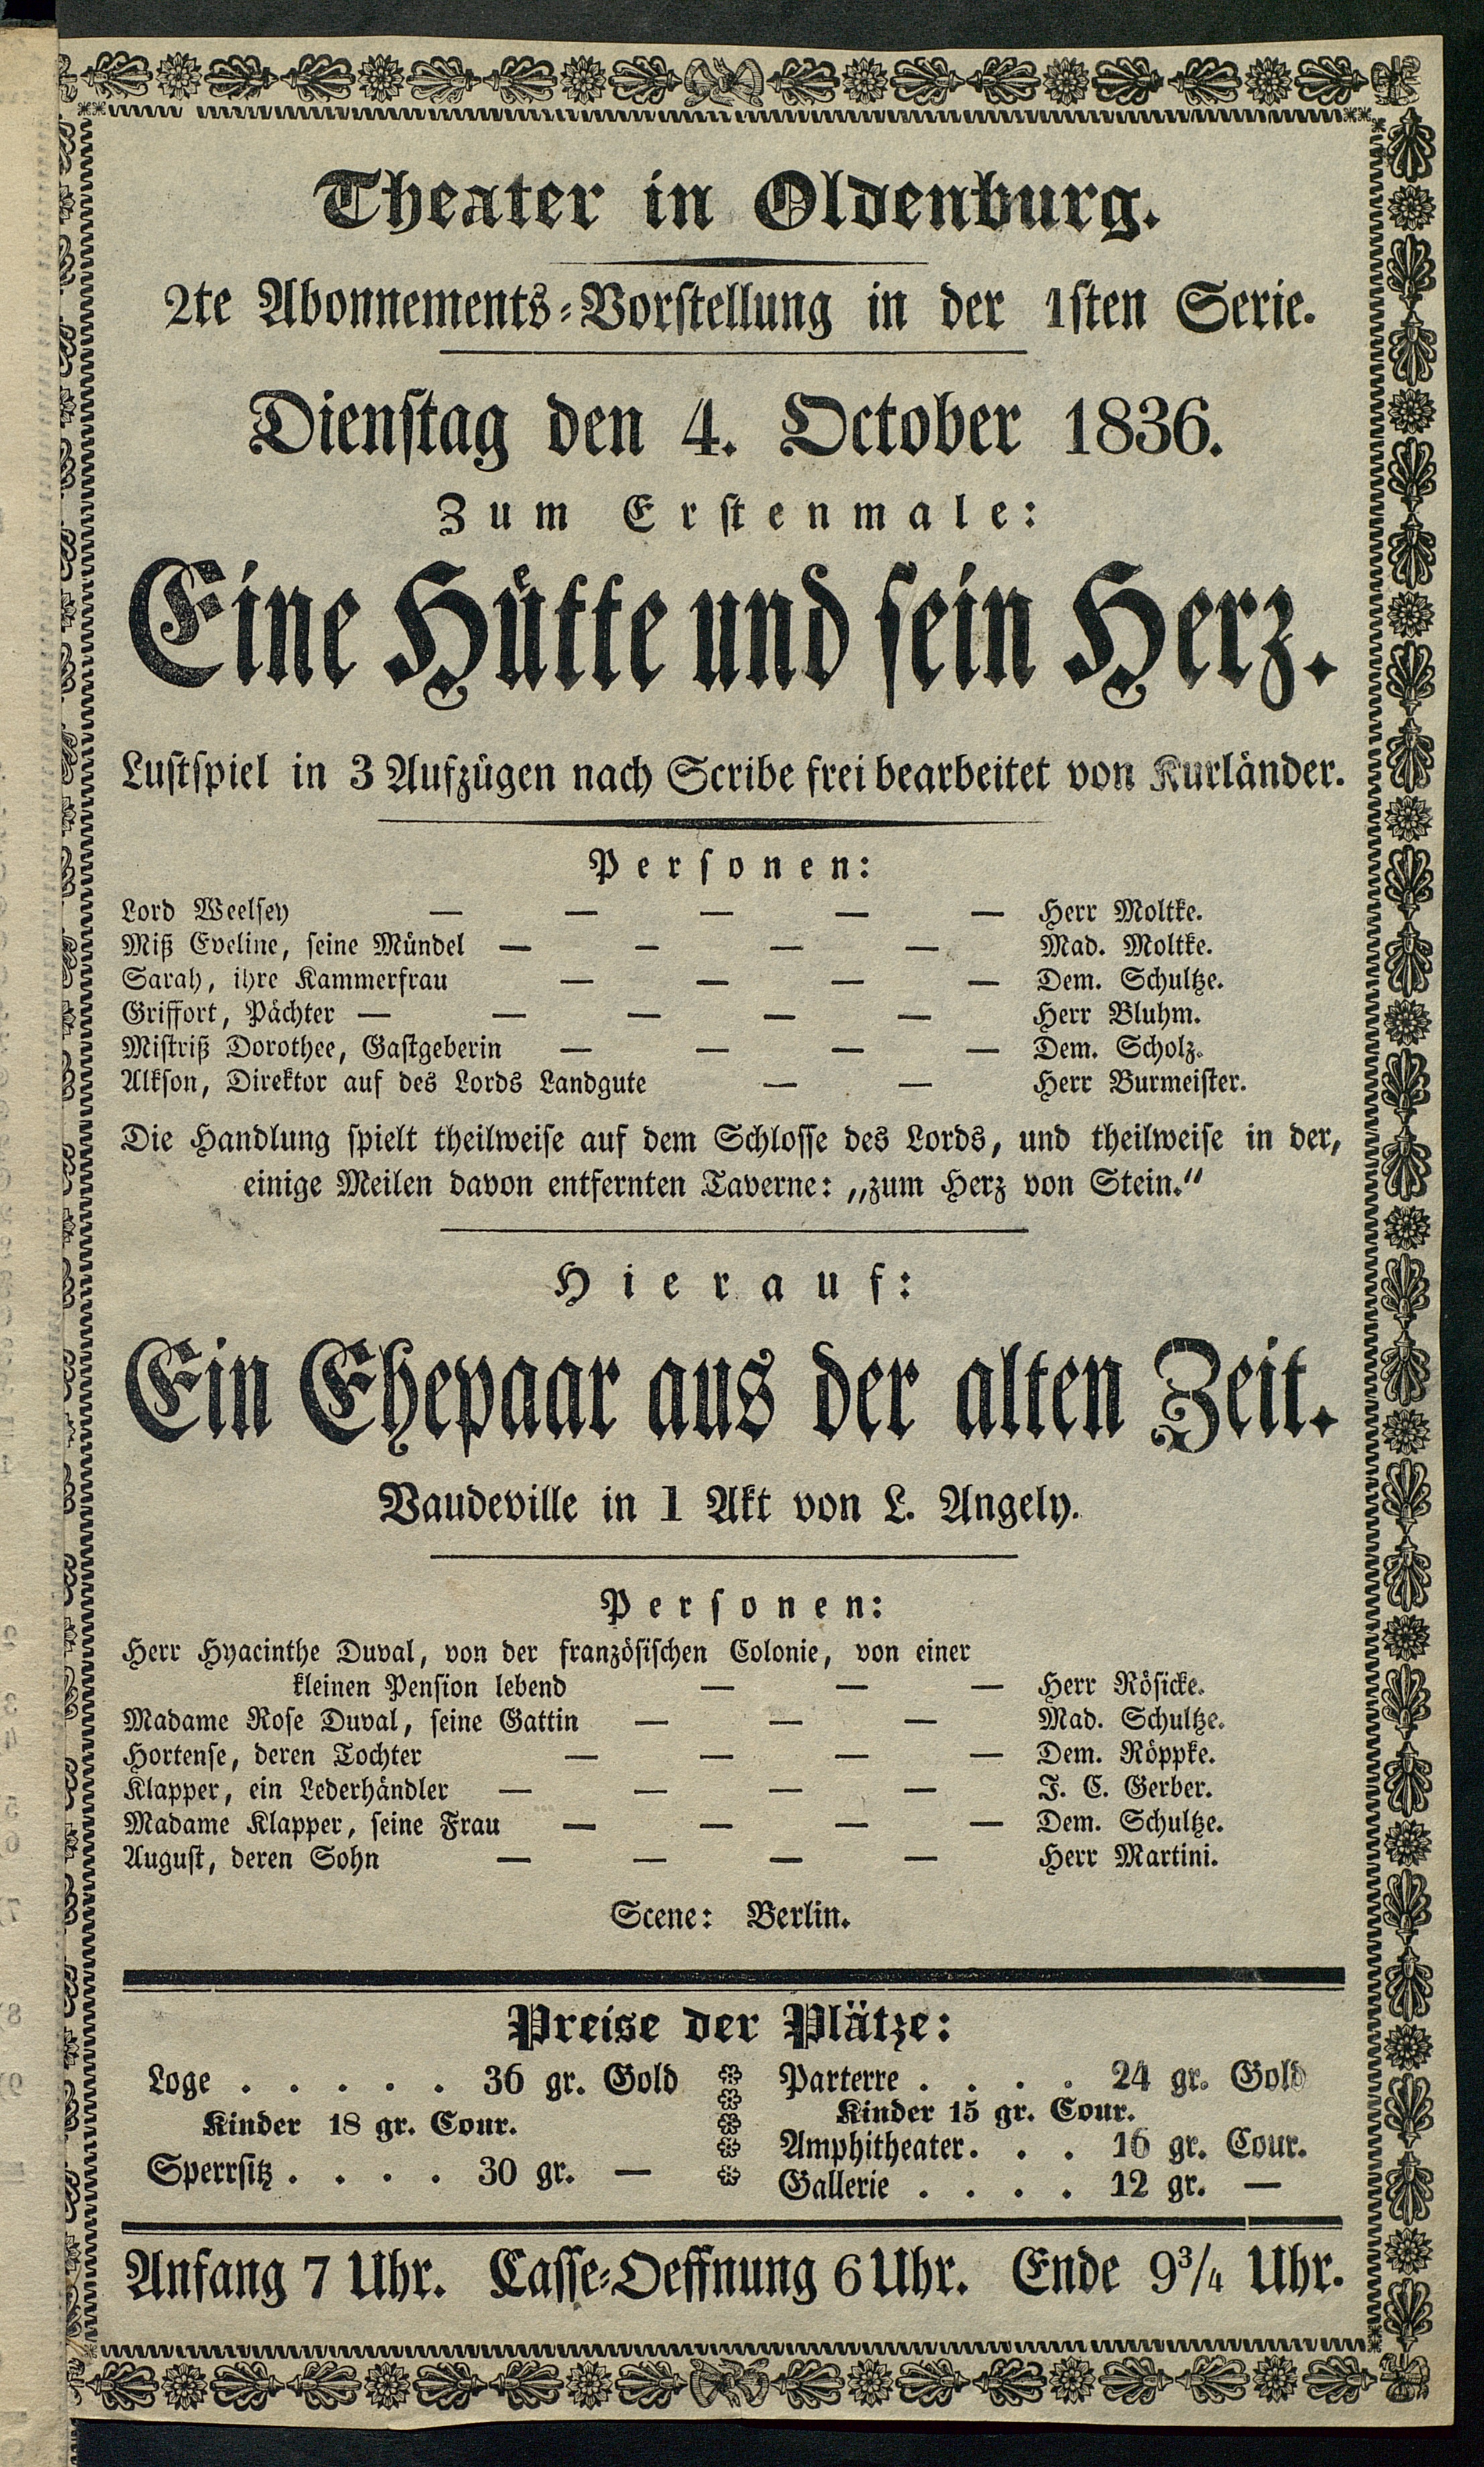 Theater in Oldenburg.
2te Abonnements-Vorstellung in der 1sten Serie.
Dienstag den 4. October 1836.
Zum Erstenmale:
Eine Hütte und sein Herz.
Lustspiel in 3 Aufzügen nach Scribe frei bearbeitet von Kurländer.
Personen:
Lord Weelsey — — — — — Herr Moltke.
Miß Eveline, seine Mündel — — — — Mad. Moltke.
Sarah, ihre Kammerfrau — — — — Dem. Schultze.
Griffort, Pächter — — — — — Herr Bluhm.
Mistriß Dorothee, Gastgeberin — — — — Dem. Scholz.
Alkson, Direktor auf des Lords Landgute — — Herr Burmeister.
Die Handlung spielt theilweise auf dem Schlosse des Lords, und theilweise in der,
einige Meilen davon entfernten Taverne: „zum Herz von Stein.“
Hierauf:
Ein Ehepaar aus der alten Zeit.
Vaudeville in 1 Akt von L. Angely.
Personen:
Herr Hyacinthe Duval, von der französischen Colonie, von einer
kleinen Pension lebend — — — Herr Rösicke.
Madame Rose Duval, seine Gattin — — — Mad. Schultze.
Hortense, deren Tochter — — — — Dem. Röppke.
Klapper, ein Lederhändler — — — — J. C. Gerber.
Madame Klapper, seine Frau — — — — Dem. Schultze.
August, deren Sohn — — — — Herr Martini.
Scene: Berlin.
Preise der Plätze:
Loge . . . . . 36 gr. Gold
Kinder 18 gr. Cour.
Sperrsitz . . . . 30 gr. —
Parterre . . . . 24 gr. Gold
Kinder 15 gr. Cour.
Amphitheater. . . 16 gr. Cour.
Gallerie . . . . 12 gr. —
Anfang 7 Uhr. Casse-Oeffnung 6 Uhr. Ende 9¾ Uhr.